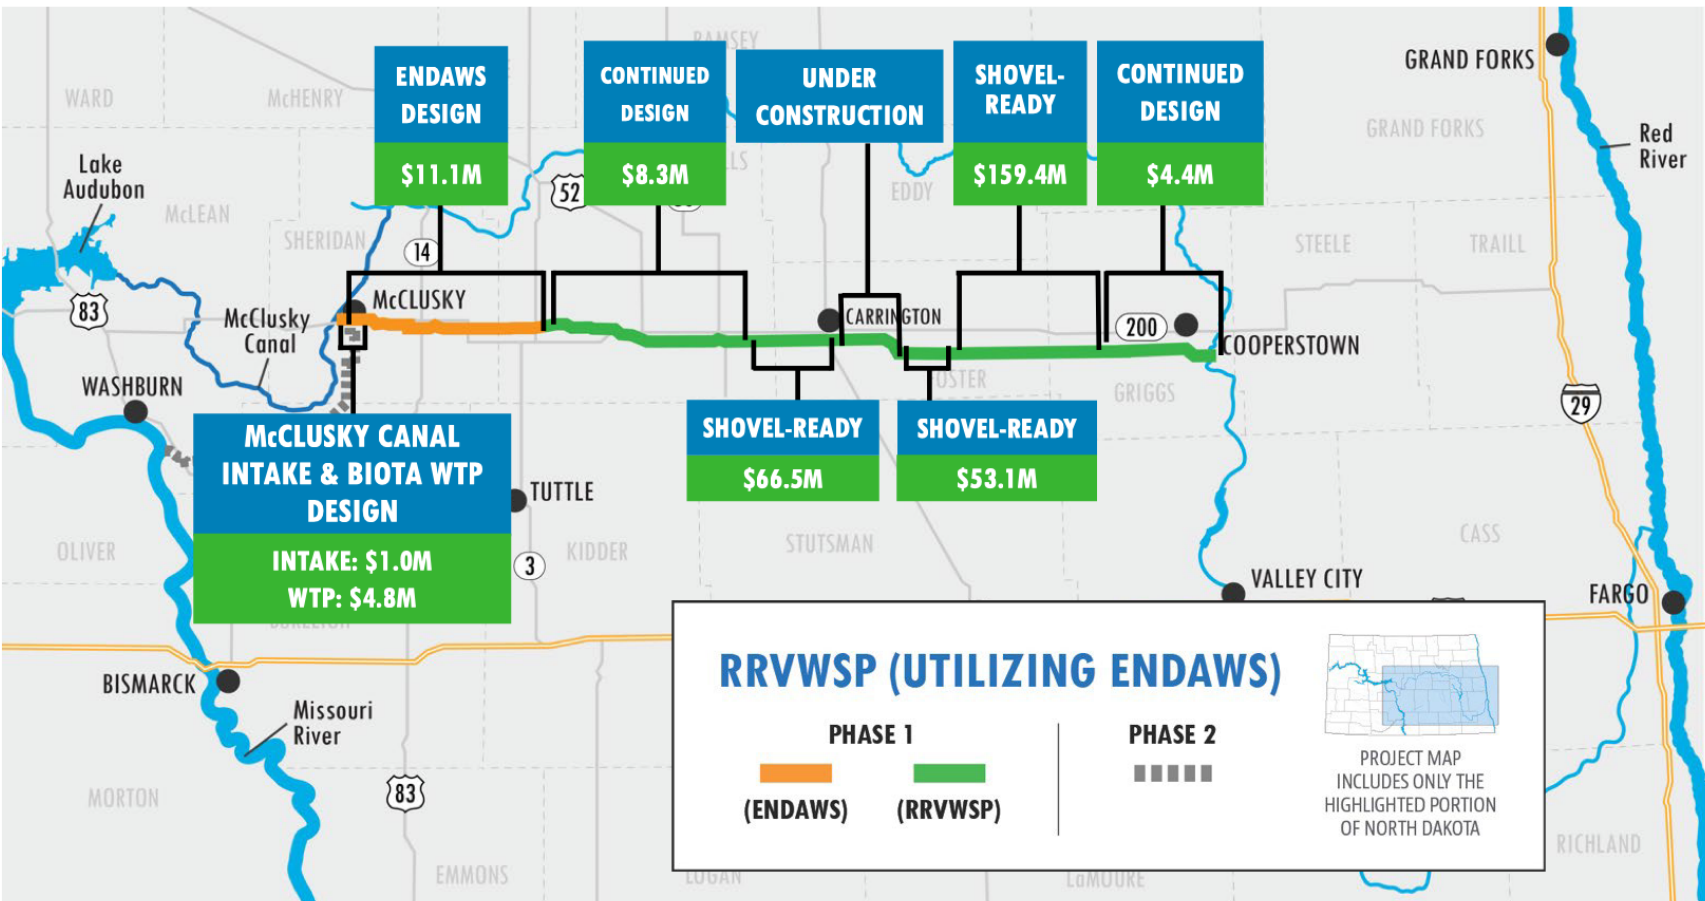 RAMSEY
GRAND FORKS
ENDAWS
DESIGN
$11.1M
CONTINUED
DESIGN
$8.3M
UNDER
CONSTRUCTION
SHOVEL-
READY
$159.4M
CONTINUED
DESIGN
$4.4M
WARD
McHENRY
GRAND FORKS
Red
River
Lake
Audubon
52
EDDY
McLEAN
SHERIDAN
14
STEELE
TRAILL
83
McCLUSKY
McClusky
Canal
CARRINGTON
200
COOPERSTOWN
WASHBURN
FOSTER
GRIGGS
29
McCLUSKY CANAL
INTAKE & BIOTA WTP
DESIGN
INTAKE: $1.0M
WTP: $4.8M
SHOVEL-READY
$66.5M
SHOVEL-READY
$53.1M
TUTTLE
OLIVER
KIDDER
STUTSMAN
CASS
3
VALLEY CITY
FARGO
BURLEIGH
BISMARCK
Missouri
River
83
MORTON
EMMONS
LOGAN
LaMOURE
RICHLAND
RRVWSP (UTILIZING ENDAWS)
PHASE 1
PHASE 2
(ENDAWS)
(RRVWSP)
PROJECT MAP
INCLUDES ONLY THE
HIGHLIGHTED PORTION
OF NORTH DAKOTA